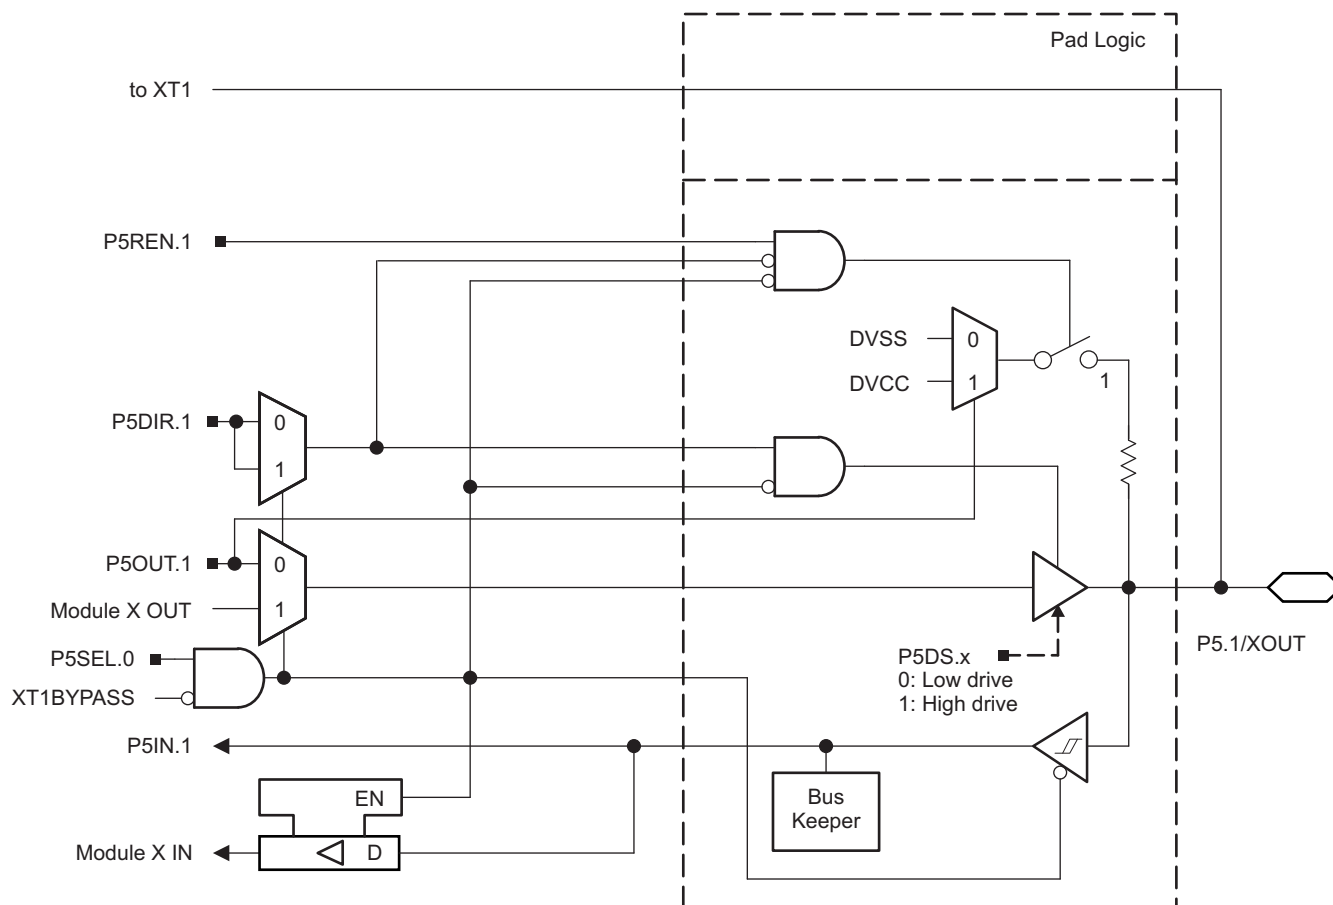 Pad Logic
to XT1
P5REN.1
DVSS
0
DVCC
1
1
P5DIR.1
0
1
P5OUT.1
0
Module X OUT
1
P5SEL.0
XT1BYPASS
P5DS.x
0: Low drive
1: High drive
P5.1/XOUT
P5IN.1
EN
Bus
Keeper
Module X IN
D